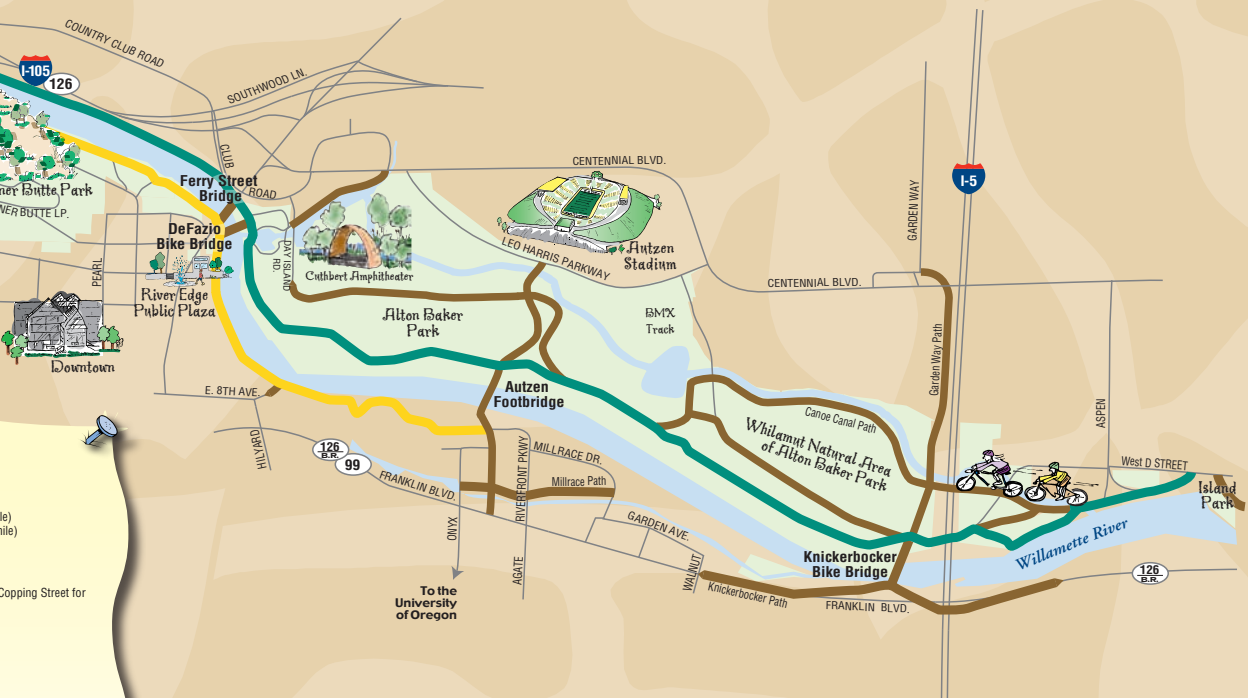 COUNTRY CLUB ROAD
I-105
126
SOUTHWOOD LN.
CLUB
ROAD
Ferry Street
Bridge
CENTENNIAL BLVD.
I-5
GARDEN WAY
Butte Park
BUTTE LP.
DeFazio
Bike Bridge
PEARL
DAY ISLAND
RD.
Cuthbert Amphitheater
LEO HARRIS PARKWAY
Autzen
Stadium
CENTENNIAL BLVD.
River Edge
Public Plaza
Alton Baker
Park
BMX
Track
Garden Way Path
Downtown
E. 8TH AVE.
Autzen
Footbridge
Canoe Canal Path
ASPEN
Whilamut Natural Area
of Alton Baker Park
HILYARD
126
B.R.
99
FRANKLIN BLVD.
RIVERFRONT PKWY
MILLRACE DR.
Millrace Path
West D STREET
Island
Park
ONYX
GARDEN AVE.
Willamette River
AGATE
WALNUT
Knickerbocker
Bike Bridge
126
B.R.
Knickerbocker Path
FRANKLIN BLVD.
To the
University
of Oregon
Copping Street for